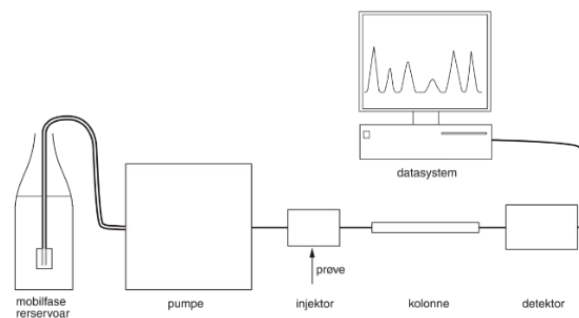 datasystem
prøve
mobilfase
rerservoar
pumpe
injektor
kolonne
detektor